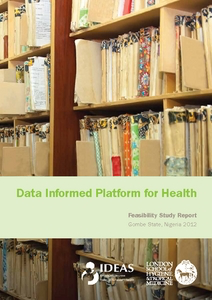 Data Informed Platform for Health
Feasibility Study Report
Gombe State, Nigeria 2012
IDEAS
LONDON
SCHOOL of
HYGIENE
&TROPICAL
MEDICINE